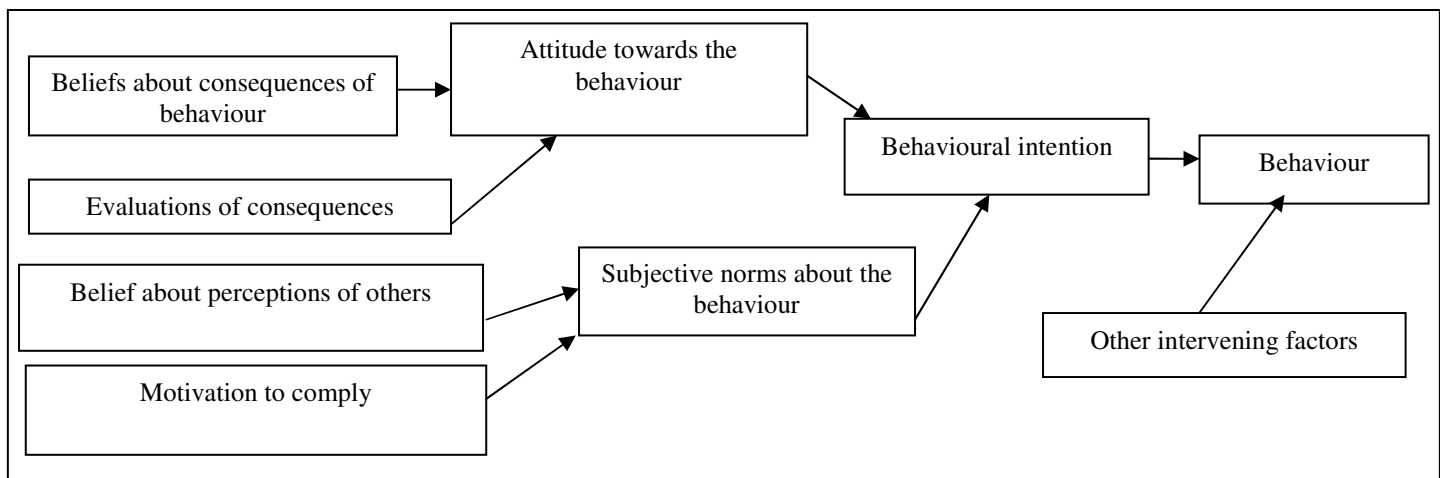 Attitude towards the
behaviour
Beliefs about consequences of
behaviour
Behavioural intention
Behaviour
Evaluations of consequences
Subjective norms about the
behaviour
Belief about perceptions of others
Other intervening factors
Motivation to comply